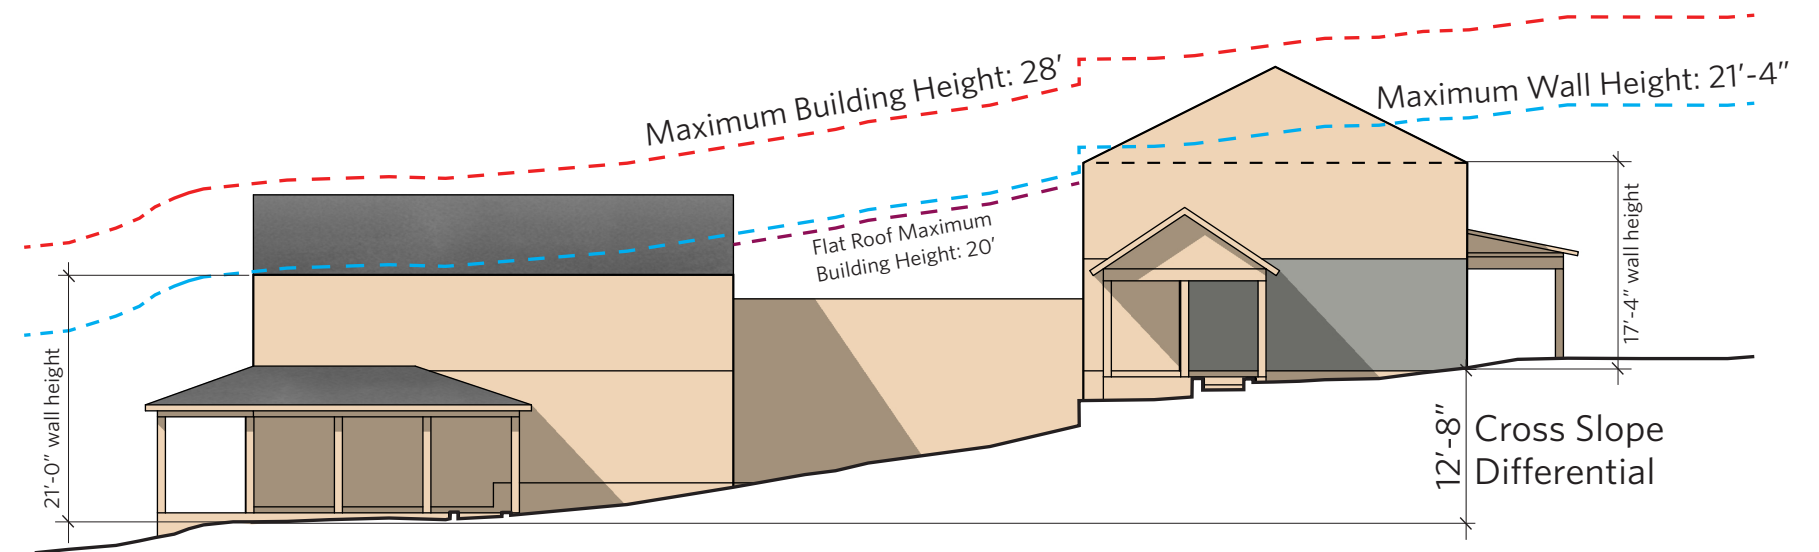 Maximum Building Height: 28′
Maximum Wall Height: 21′-4″
Flat Roof Maximum
Building Height: 20′
21′-0″ wall height
17′-4″ wall height
12′-8″
Cross Slope
Differential